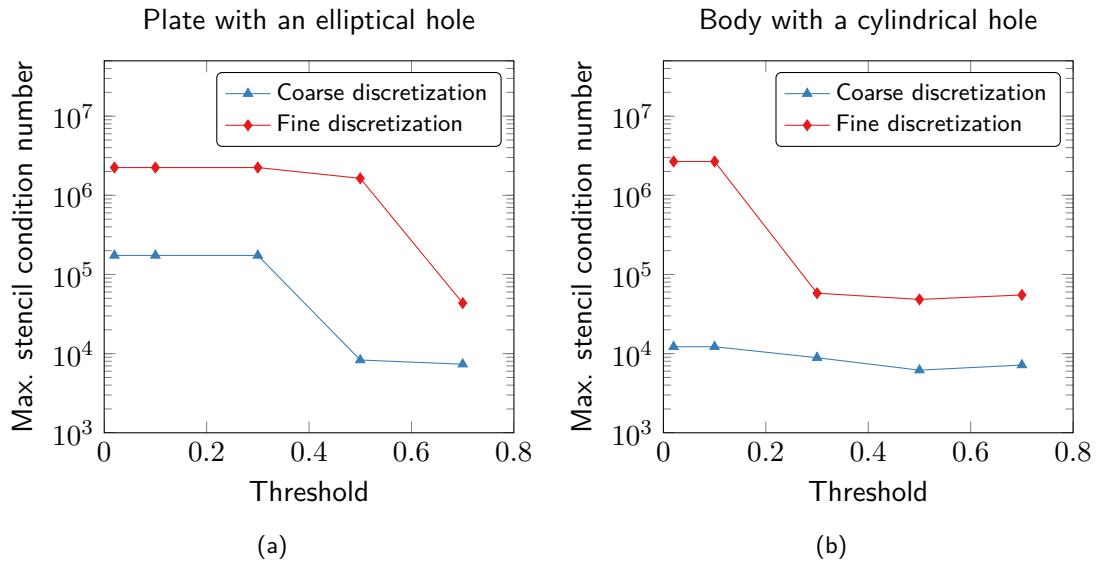 Plate with an elliptical hole
Max. stencil condition number
10^7
10^6
10^5
10^4
10^3
Coarse discretization
Fine discretization
0 0.2 0.4 0.6 0.8
Threshold
(a)
Body with a cylindrical hole
Max. stencil condition number
10^7
10^6
10^5
10^4
10^3
Coarse discretization
Fine discretization
0 0.2 0.4 0.6 0.8
Threshold
(b)